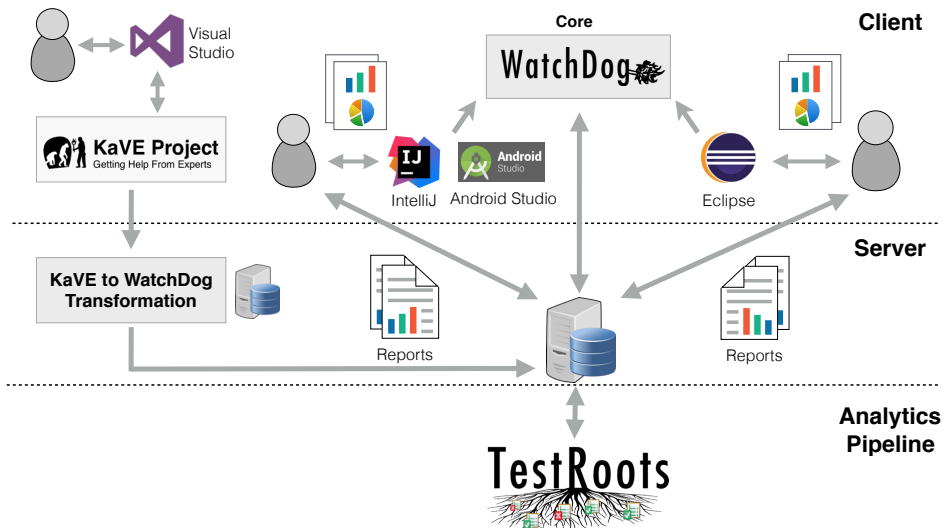 Visual
Studio
Core
Client
WatchDog
KaVE Project
Getting Help From Experts
IJ
Android
Studio
IntelliJ
Android Studio
Eclipse
Server
KaVE to WatchDog
Transformation
Reports
Reports
Analytics
Pipeline
TestRoots